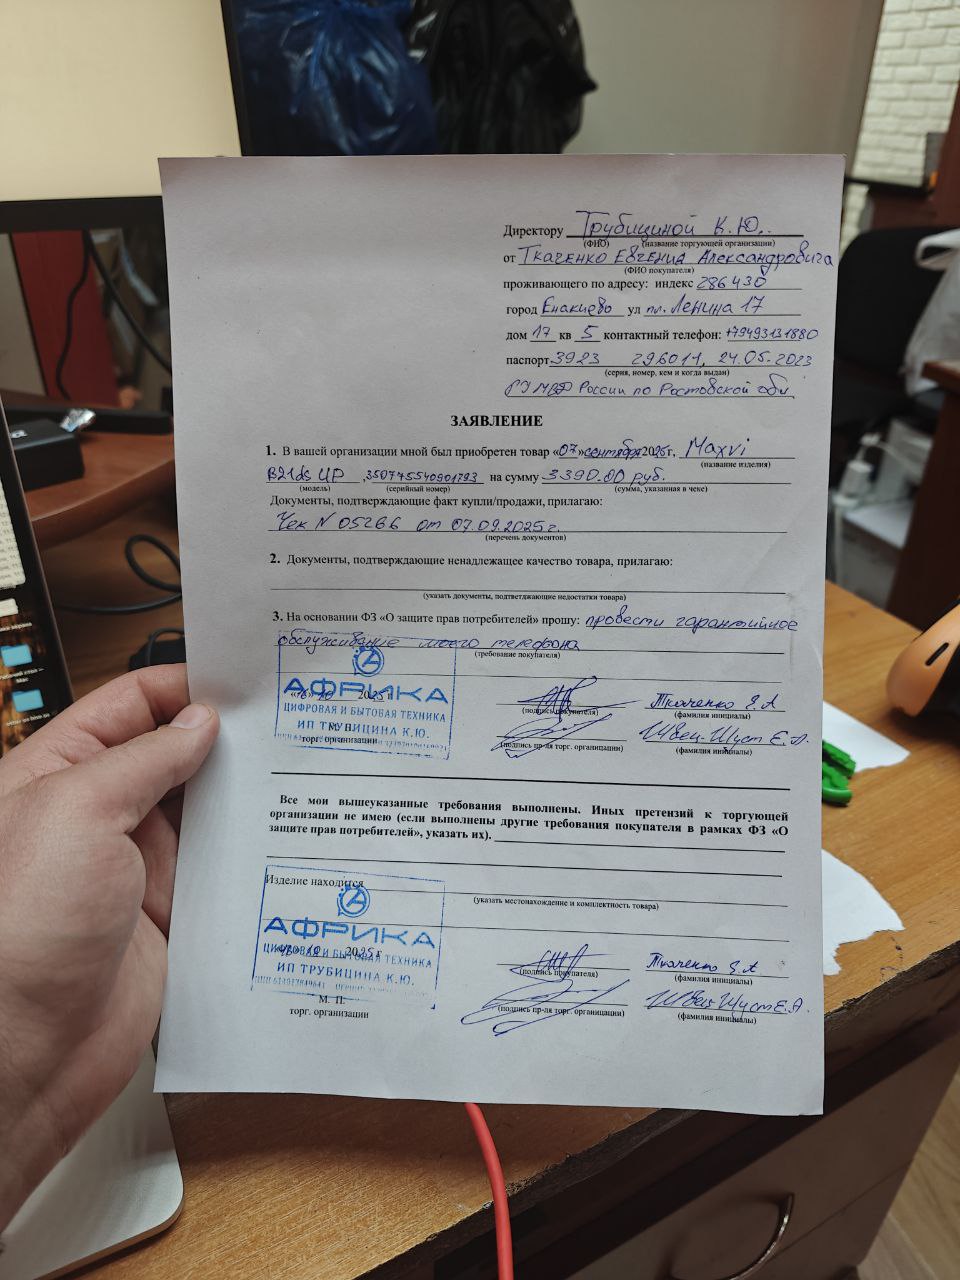 Директору Трубициной К.Ю.
(ФИО) (название торгующей организации)
от Ткаченко Евгения Александровича
(ФИО покупателя)
проживающего по адресу: индекс 286430
город Енакиево ул пл. Ленина 17
дом 17 кв 5 контактный телефон: +79493131880
паспорт 3923 296011, 24.05.2023
(серия, номер, кем и когда выдан)
ГУ МВД России по Ростовской обл.
ЗАЯВЛЕНИЕ
1. В вашей организации мной был приобретен товар «07» сентября 2025г, Maxvi
(название изделия)
B21ds UP, 350745540901793 на сумму 3390.00 руб.
(модель) (серийный номер) (сумма, указанная в чеке)
Документы, подтверждающие факт купли/продажи, прилагаю:
Чек N 05266 от 07.09.2025г.
(перечень документов)
2. Документы, подтверждающие ненадлежащее качество товара, прилагаю:
(указать документы, подтветджающие недостатки товара)
3. На основании ФЗ «О защите прав потребителей» прошу: провести гарантийное
обслуживание моего телефона
(требование покупателя)
АФРИКА
«16» 10 2025 г
ЦИФРОВАЯ И БЫТОВАЯ ТЕХНИКА
ИП ТРУБИЦИНА К.Ю.
М. П.
торг. организации
Ткаченко Е.А
(подпись покупателя) (фамилия инициалы)
Швец-Шуст Е.А.
(подпись пр-ля торг. организации) (фамилия инициалы)
Все мои вышеуказанные требования выполнены. Иных претензий к торгующей
организации не имею (если выполнены другие требования покупателя в рамках ФЗ «О
защите прав потребителей», указать их).
Изделие находится
(указать местонахождение и комплектность товара)
АФРИКА
2025 г
ЦИФРОВАЯ И БЫТОВАЯ ТЕХНИКА
ИП ТРУБИЦИНА К.Ю.
М. П.
торг. организации
Ткаченко Е.А
(подпись покупателя) (фамилия инициалы)
Швец-Шуст Е.А.
(подпись пр-ля торг. организации) (фамилия инициалы)